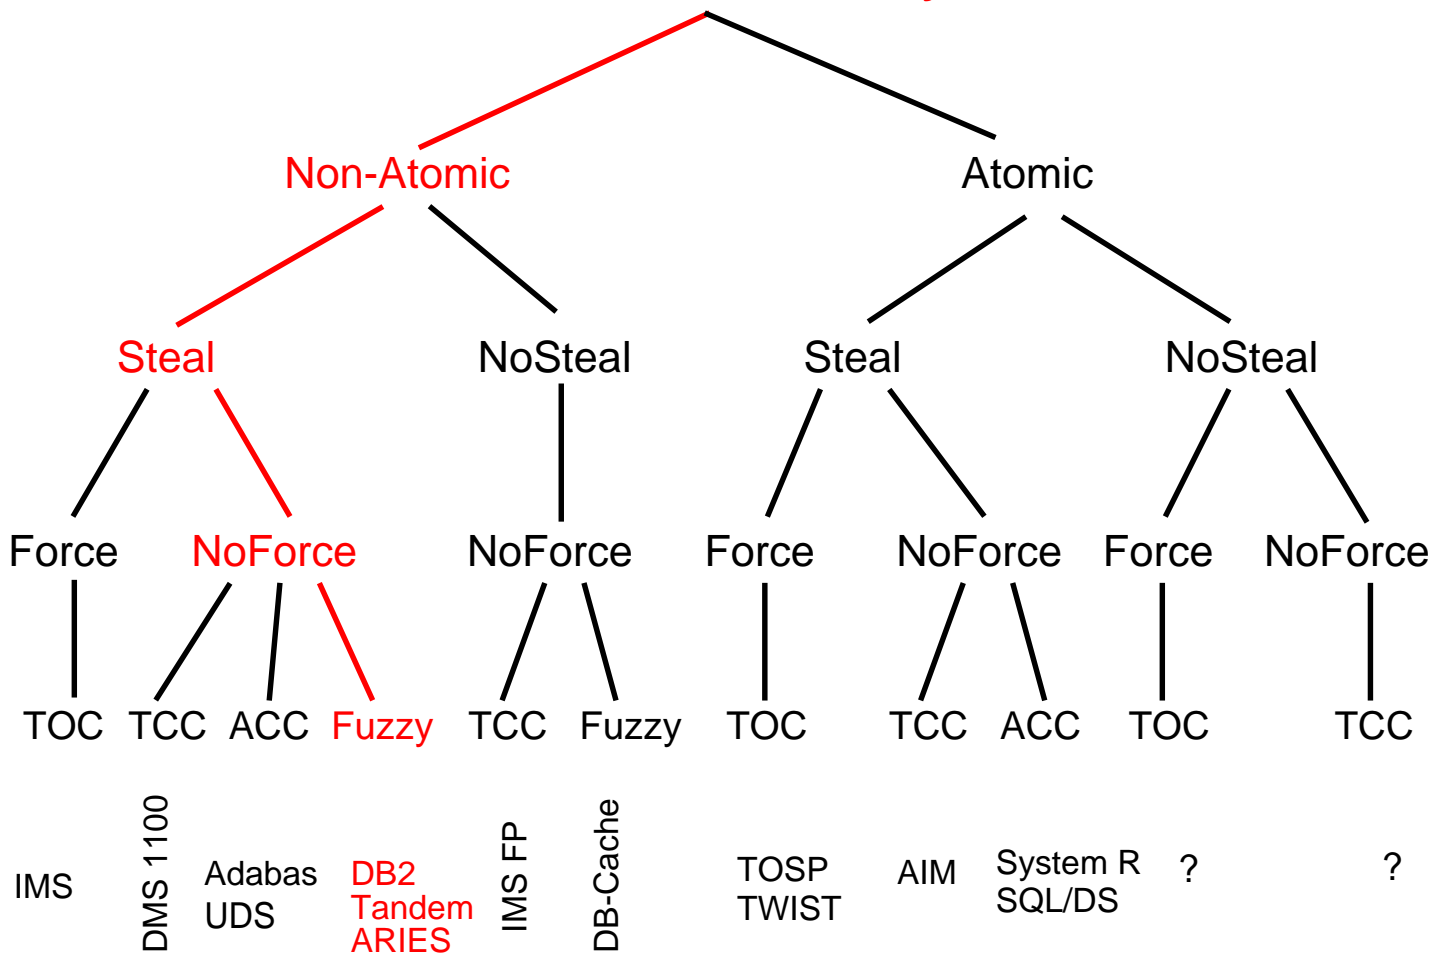 Non-Atomic Atomic
Steal NoSteal Steal NoSteal
Force NoForce NoForce Force NoForce Force NoForce
TOC TCC ACC Fuzzy TCC Fuzzy TOC TCC ACC TOC TCC
IMS
DMS 1100
Adabas
UDS
DB2
Tandem
ARIES
IMS FP
DB-Cache
TOSP
TWIST
AIM
System R
SQL/DS
?
?